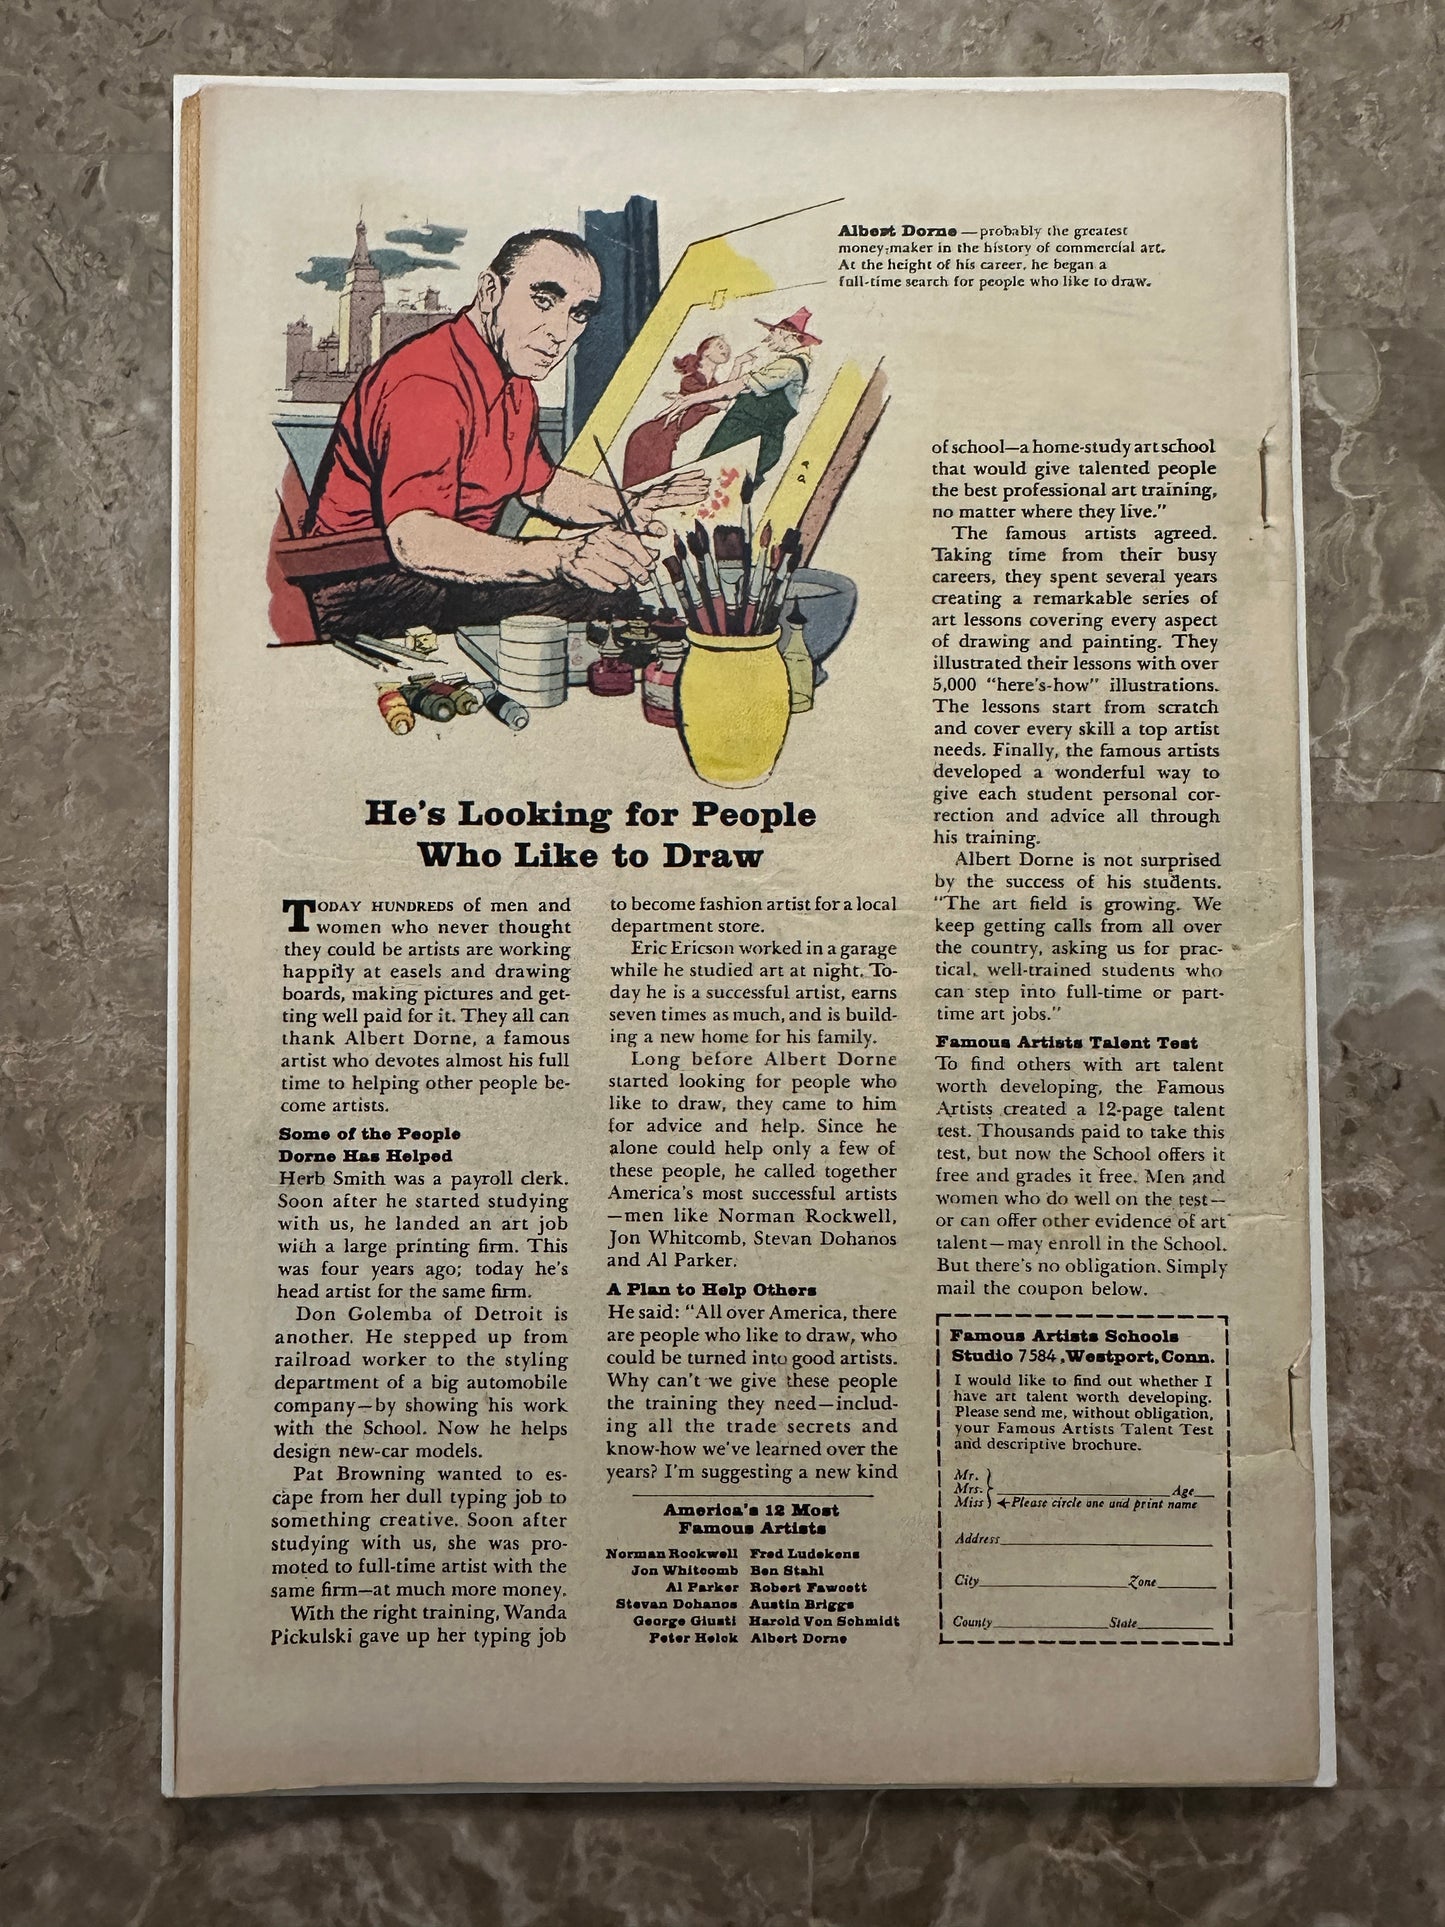 Albert Dorne — probably the greatest
money-maker in the history of commercial art.
At the height of his career, he began a
full-time search for people who like to draw.
He's Looking for People
Who Like to Draw
TODAY HUNDREDS of men and
women who never thought
they could be artists are working
happily at easels and drawing
boards, making pictures and get-
ting well paid for it. They all can
thank Albert Dorne, a famous
artist who devotes almost his full
time to helping other people be-
come artists.
Some of the People
Dorne Has Helped
Herb Smith was a payroll clerk.
Soon after he started studying
with us, he landed an art job
with a large printing firm. This
was four years ago; today he's
head artist for the same firm.
Don Golemba of Detroit is
another. He stepped up from
railroad worker to the styling
department of a big automobile
company—by showing his work
with the School. Now he helps
design new-car models.
Pat Browning wanted to es-
cape from her dull typing job to
something creative. Soon after
studying with us, she was pro-
moted to full-time artist with the
same firm—at much more money.
With the right training, Wanda
Pickulski gave up her typing job
to become fashion artist for a local
department store.
Eric Ericson worked in a garage
while he studied art at night. To-
day he is a successful artist, earns
seven times as much, and is build-
ing a new home for his family.
Long before Albert Dorne
started looking for people who
like to draw, they came to him
for advice and help. Since he
alone could help only a few of
these people, he called together
America's most successful artists
—men like Norman Rockwell,
Jon Whitcomb, Stevan Dohanos
and Al Parker.
A Plan to Help Others
He said: "All over America, there
are people who like to draw, who
could be turned into good artists.
Why can't we give these people
the training they need—includ-
ing all the trade secrets and
know-how we've learned over the
years? I'm suggesting a new kind
America's 12 Most
Famous Artists
Norman Rockwell Fred Ludekens
Jon Whitcomb Ben Stahl
Al Parker Robert Fawcett
Stevan Dohanos Austin Briggs
George Giusti Harold Von Schmidt
Peter Helck Albert Dorne
of school—a home-study art school
that would give talented people
the best professional art training,
no matter where they live."
The famous artists agreed.
Taking time from their busy
careers, they spent several years
creating a remarkable series of
art lessons covering every aspect
of drawing and painting. They
illustrated their lessons with over
5,000 "here's-how" illustrations.
The lessons start from scratch
and cover every skill a top artist
needs. Finally, the famous artists
developed a wonderful way to
give each student personal cor-
rection and advice all through
his training.
Albert Dorne is not surprised
by the success of his students.
"The art field is growing. We
keep getting calls from all over
the country, asking us for prac-
tical, well-trained students who
can step into full-time or part-
time art jobs."
Famous Artists Talent Test
To find others with art talent
worth developing, the Famous
Artists created a 12-page talent
test. Thousands paid to take this
test, but now the School offers it
free and grades it free. Men and
women who do well on the test—
or can offer other evidence of art
talent—may enroll in the School.
But there's no obligation. Simply
mail the coupon below.
Famous Artists Schools
Studio 7584, Westport, Conn.
I would like to find out whether I
have art talent worth developing.
Please send me, without obligation,
your Famous Artists Talent Test
and descriptive brochure.
Mr.
Mrs. Age
Miss Please circle one and print name
Address
City Zone
County State